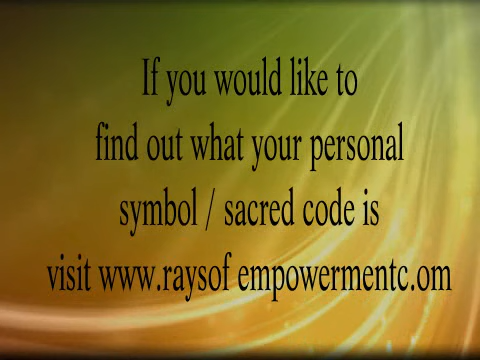 If you would like to
find out what your personal
symbol / sacred code is
visit www.raysof empowermentc.om